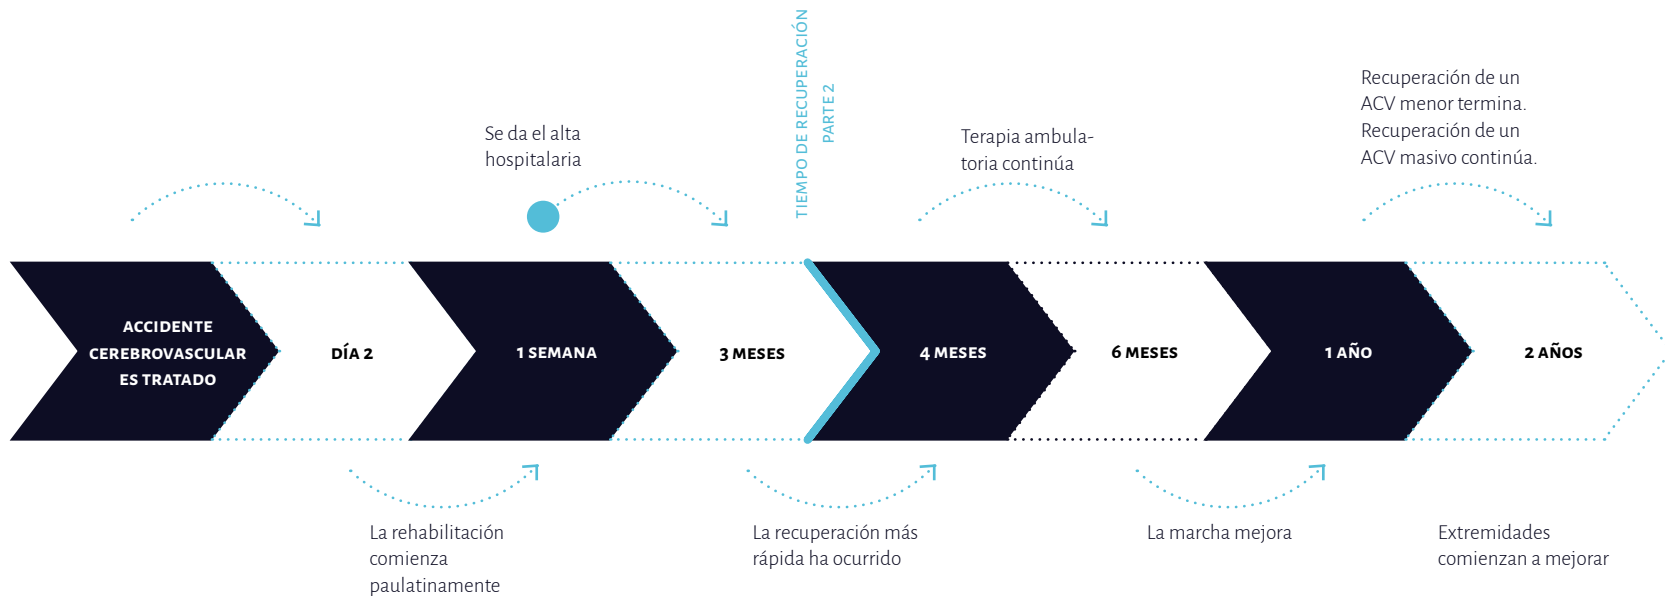 TIEMPO DE RECUPERACIÓN
PARTE 2
Se da el alta
hospitalaria
Terapia ambula-
toria continúa
Recuperación de un
ACV menor termina.
Recuperación de un
ACV masivo continúa.
ACCIDENTE
CEREBROVASCULAR
ES TRATADO
DÍA 2
1 SEMANA
3 MESES
4 MESES
6 MESES
1 AÑO
2 AÑOS
La rehabilitación
comienza
paulatinamente
La recuperación más
rápida ha ocurrido
La marcha mejora
Extremidades
comienzan a mejorar